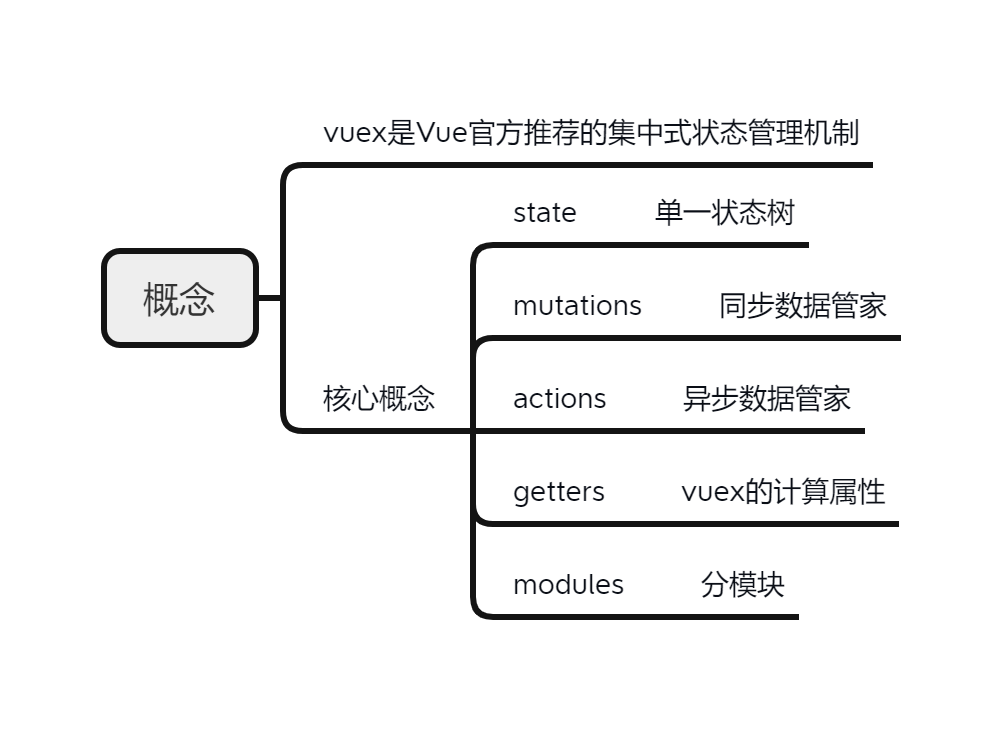 vuex是Vue官方推荐的集中式状态管理机制
state 单一状态树
mutations 同步数据管家
概念
核心概念
actions 异步数据管家
getters vuex的计算属性
modules 分模块